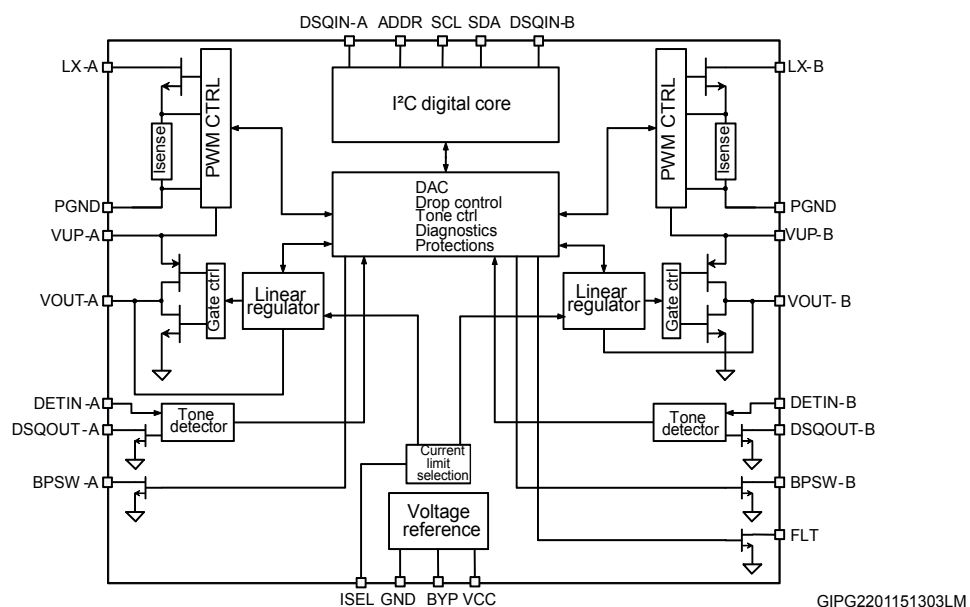 DSQIN-A ADDR SCL SDA DSQIN-B
LX-A
LX-B
PWM CTRL
Isense
I²C digital core
PWM CTRL
Isense
PGND
PGND
VUP-A
VUP-B
DAC
Drop control
Tone ctrl
Diagnostics
Protections
VOUT-A
VOUT- B
Gate ctrl
Linear
regulator
Linear
regulator
Gate ctrl
DETIN -A
DETIN-B
Tone
detector
Tone
detector
DSQOUT -A
DSQOUT-B
Current
limit
selection
BPSW -A
BPSW-B
Voltage
reference
FLT
ISEL GND BYP VCC
GIPG2201151303LM